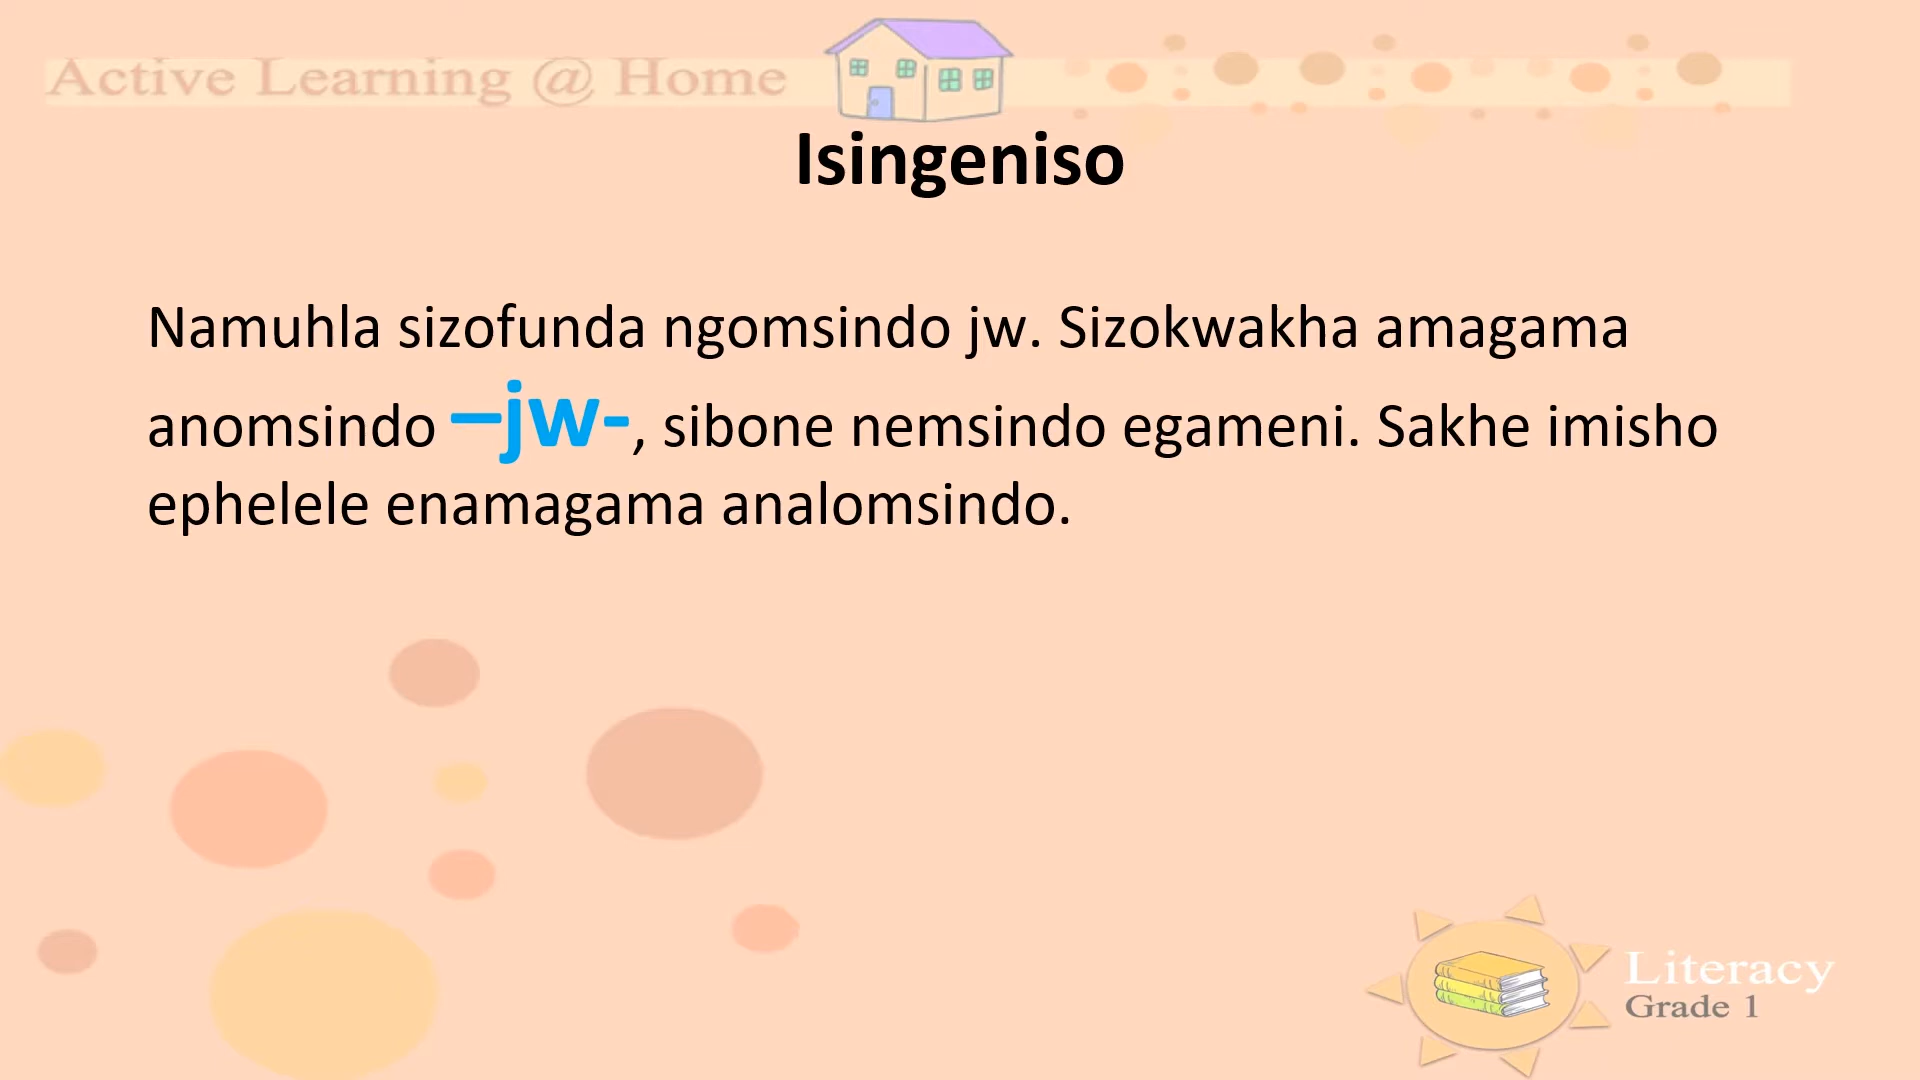 Active Learning @ Home
Isingeniso
Namuhla sizofunda ngomsindo jw. Sizokwakha amagama
anomsindo –jw-, sibone nemsindo egameni. Sakhe imisho
ephelele enamagama analomsindo.
Literacy
Grade 1